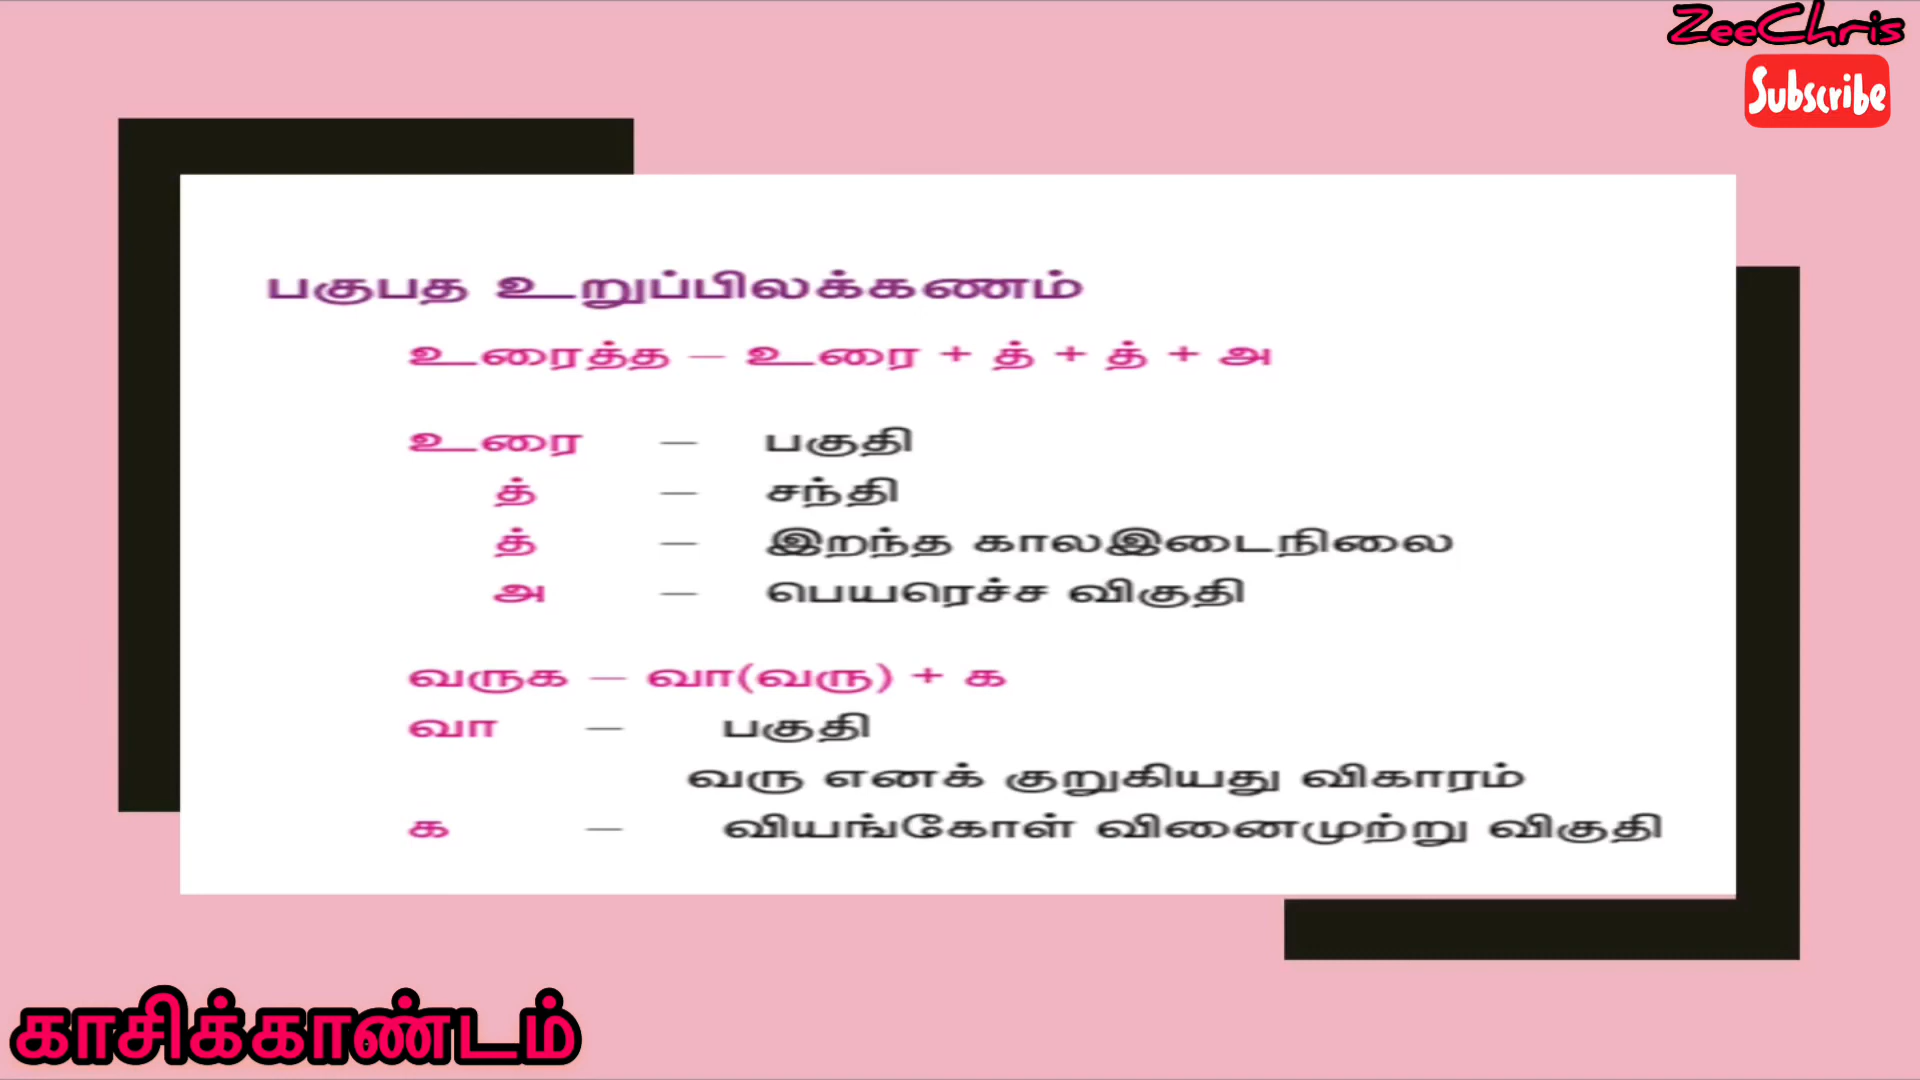 ZeeChris
Subscribe
பகுபத உறுப்பிலக்கணம்
உரைத்த – உரை + த் + த் + அ
உரை – பகுதி
த் – சந்தி
த் – இறந்த காலஇடைநிலை
அ – பெயரெச்ச விகுதி
வருக – வா(வரு) + க
வா – பகுதி
வரு எனக் குறுகியது விகாரம்
க – வியங்கோள் வினைமுற்று விகுதி
காசிக்காண்டம்